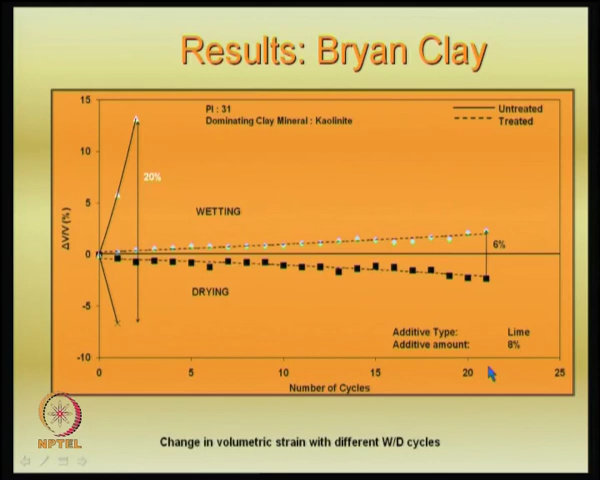 Results: Bryan Clay
PI : 31
Dominating Clay Mineral : Kaolinite
Untreated
Treated
15
10
5
0
-5
-10
ΔV/V (%)
20%
WETTING
6%
DRYING
Additive Type: Lime
Additive amount: 8%
0 5 10 15 20 25
Number of Cycles
NPTEL
Change in volumetric strain with different W/D cycles